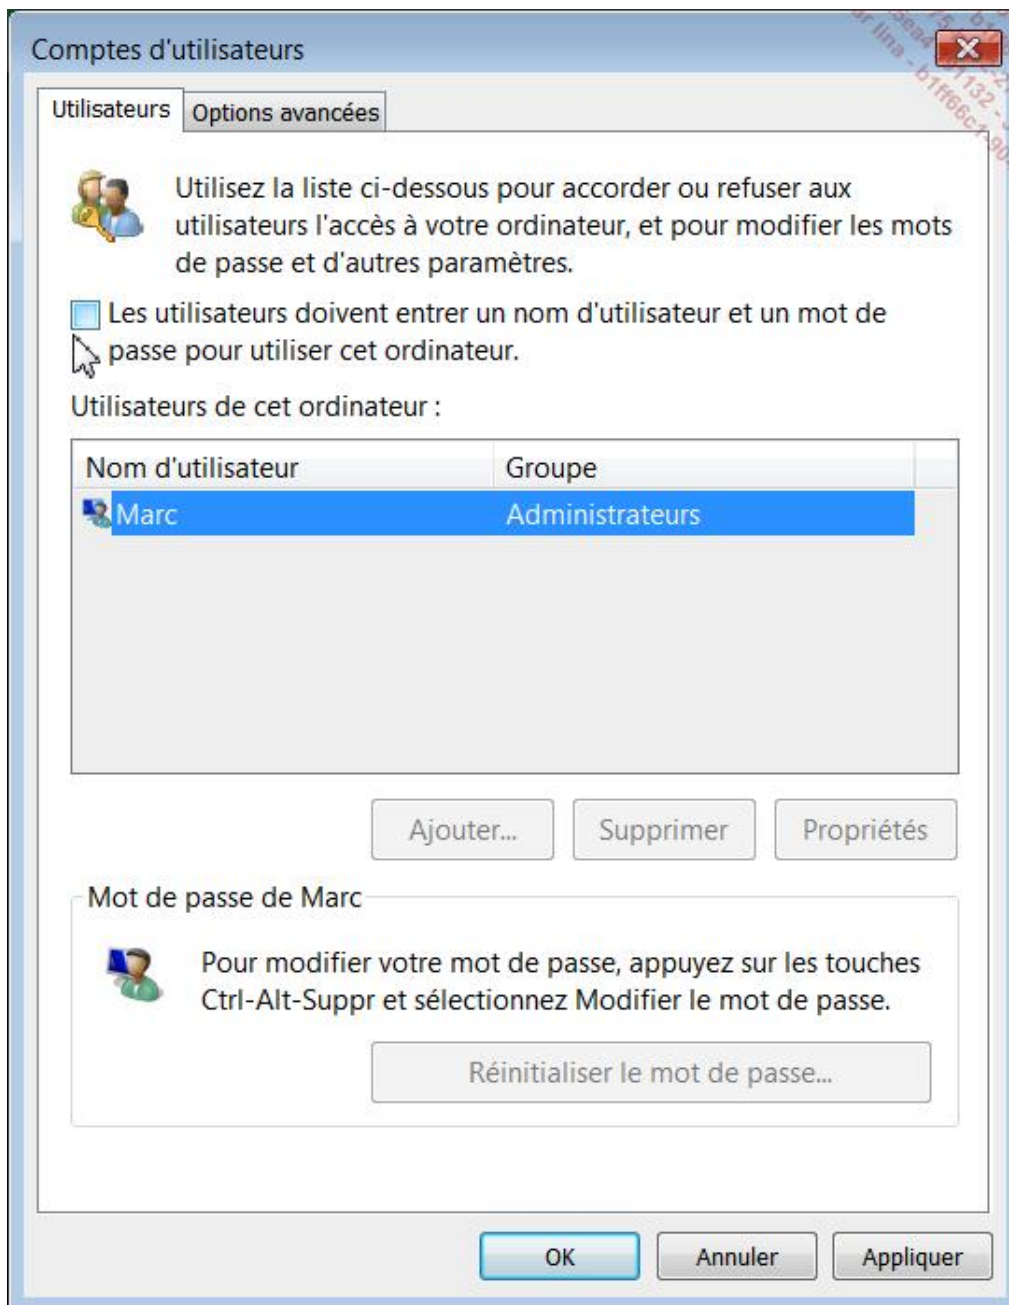 Comptes d'utilisateurs
Utilisateurs
Options avancées
Utilisez la liste ci-dessous pour accorder ou refuser aux
utilisateurs l'accès à votre ordinateur, et pour modifier les mots
de passe et d'autres paramètres.
Les utilisateurs doivent entrer un nom d'utilisateur et un mot de
passe pour utiliser cet ordinateur.
Utilisateurs de cet ordinateur :
Nom d'utilisateur Groupe
Marc Administrateurs
Ajouter... Supprimer Propriétés
Mot de passe de Marc
Pour modifier votre mot de passe, appuyez sur les touches
Ctrl-Alt-Suppr et sélectionnez Modifier le mot de passe.
Réinitialiser le mot de passe...
OK Annuler Appliquer